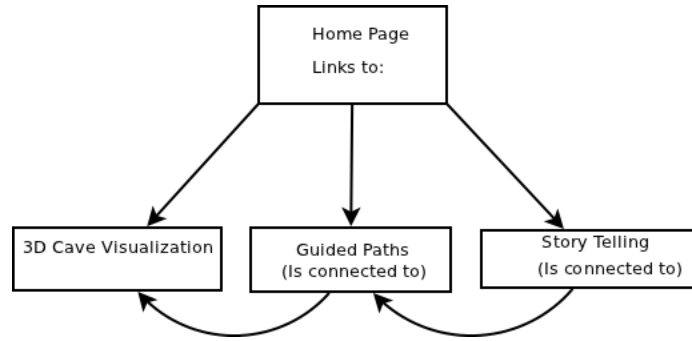 Home Page
Links to:
3D Cave Visualization
Guided Paths
(Is connected to)
Story Telling
(Is connected to)